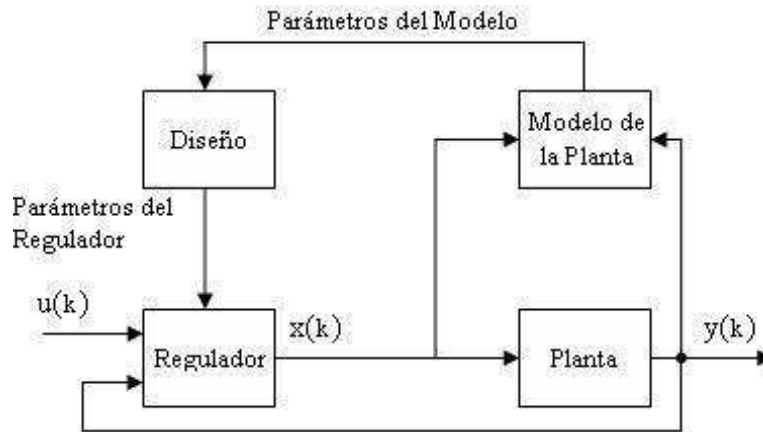 Parámetros del Modelo
Diseño
Modelo de
la Planta
Parámetros del
Regulador
u(k)
x(k)
y(k)
Regulador
Planta